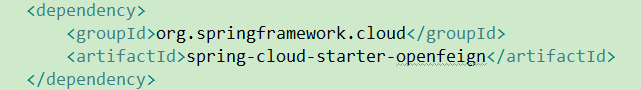 <dependency>
<groupId>org.springframework.cloud</groupId>
<artifactId>spring-cloud-starter-openfeign</artifactId>
</dependency>